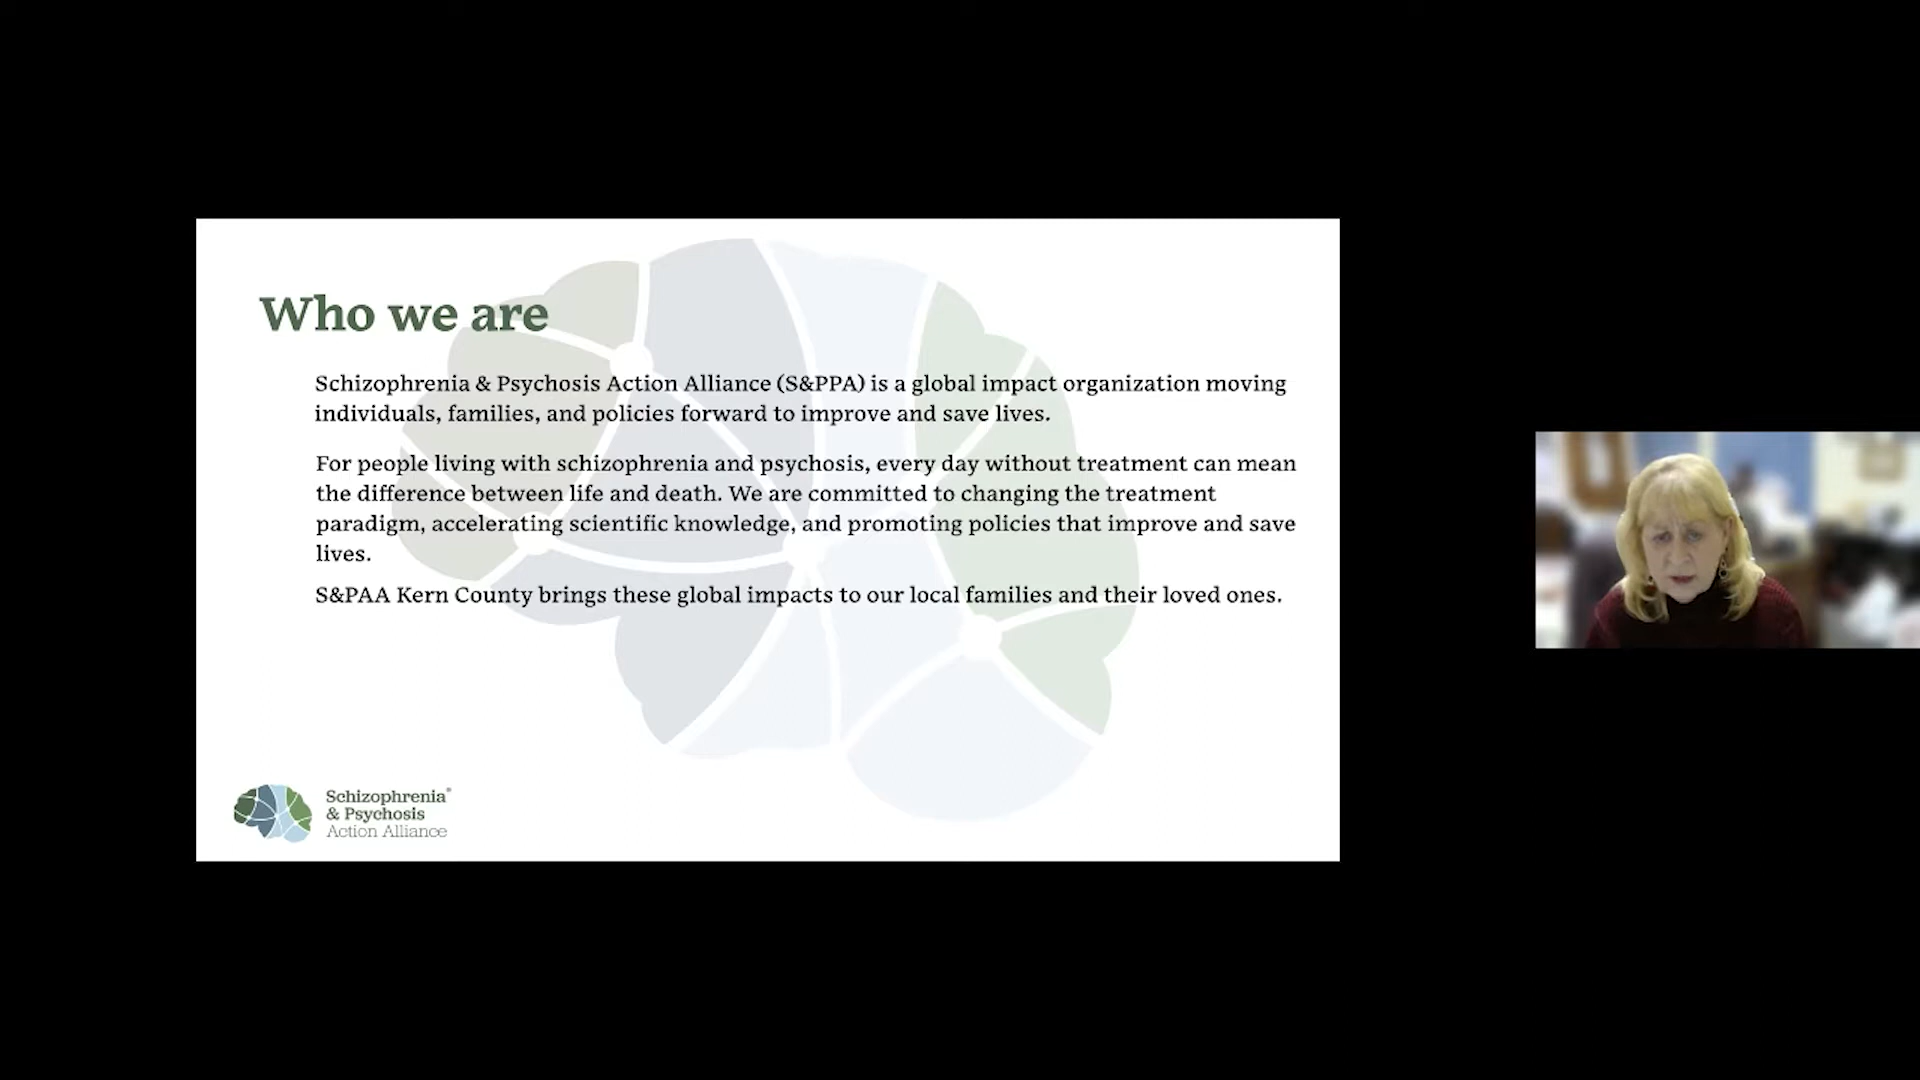 Who we are
Schizophrenia & Psychosis Action Alliance (S&PPA) is a global impact organization moving
individuals, families, and policies forward to improve and save lives.
For people living with schizophrenia and psychosis, every day without treatment can mean
the difference between life and death. We are committed to changing the treatment
paradigm, accelerating scientific knowledge, and promoting policies that improve and save
lives.
S&PAA Kern County brings these global impacts to our local families and their loved ones.
Schizophrenia®
& Psychosis
Action Alliance